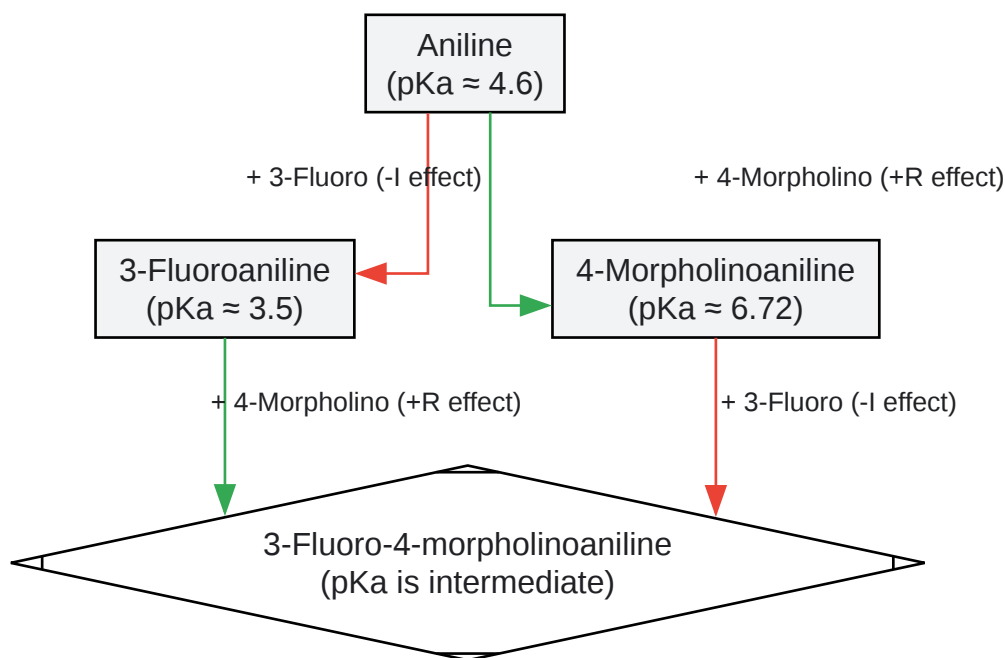 Aniline
(pKa ≈ 4.6)
+ 3-Fluoro (-I effect)
+ 4-Morpholino (+R effect)
3-Fluoroaniline
(pKa ≈ 3.5)
4-Morpholinoaniline
(pKa ≈ 6.72)
+ 4-Morpholino (+R effect)
+ 3-Fluoro (-I effect)
3-Fluoro-4-morpholinoaniline
(pKa is intermediate)